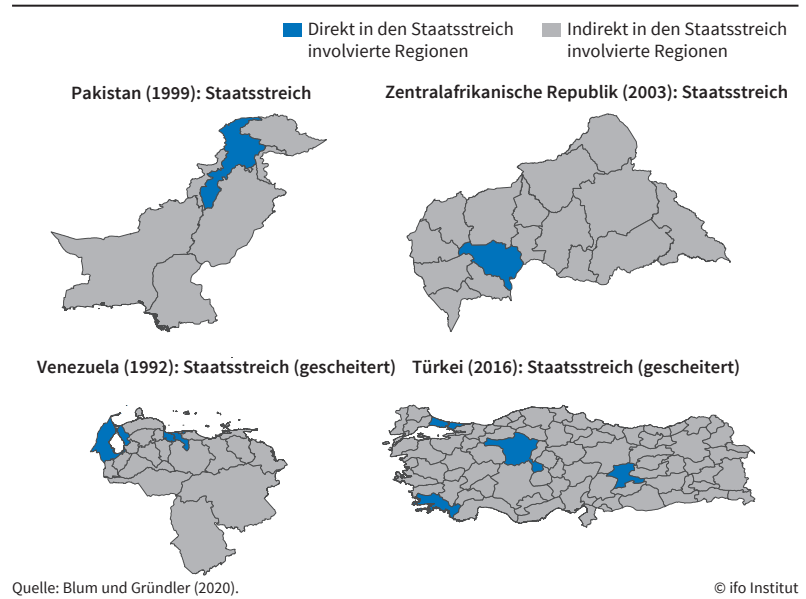 Direkt in den Staatsstreich
involvierte Regionen
Indirekt in den Staatsstreich
involvierte Regionen
Pakistan (1999): Staatsstreich
Zentralafrikanische Republik (2003): Staatsstreich
Venezuela (1992): Staatsstreich (gescheitert)
Türkei (2016): Staatsstreich (gescheitert)
Quelle: Blum und Gründler (2020).
© ifo Institut